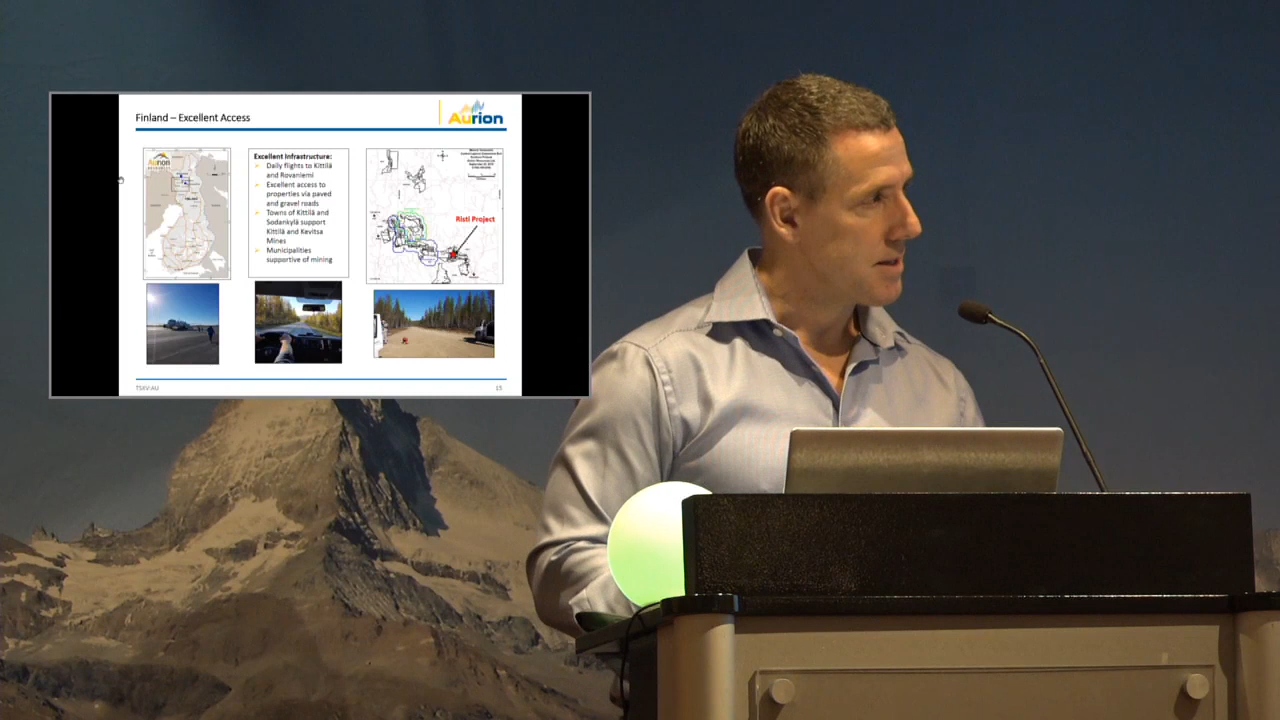 Finland – Excellent Access
Aurion
Aurion
Excellent Infrastructure:
Daily flights to Kittilä
and Rovaniemi
Excellent access to
properties via paved
and gravel roads
Towns of Kittilä and
Sodankylä support
Kittilä and Kevitsa
Mines
Municipalities
supportive of mining
Risti Project
TSXV:AU
15